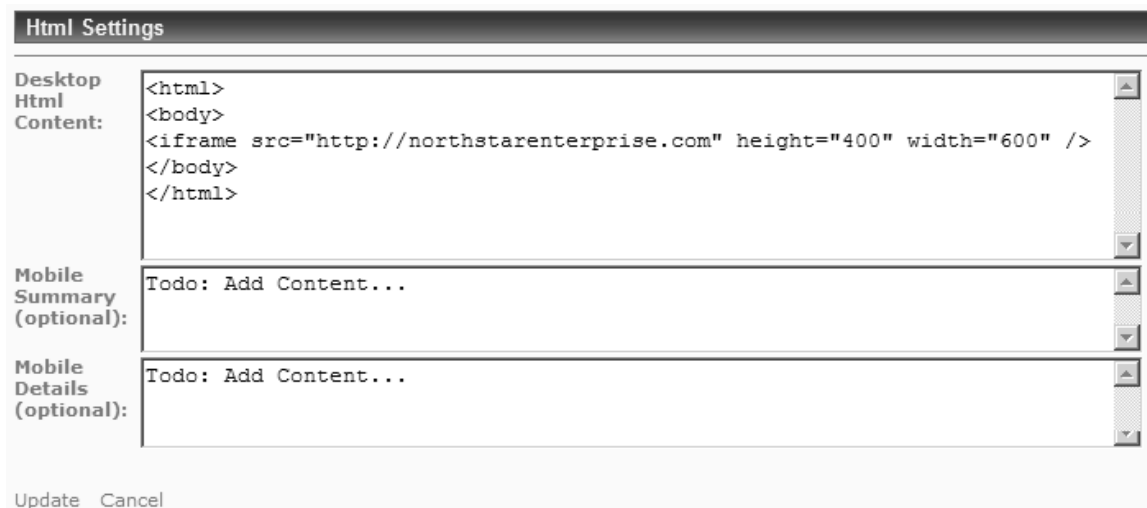 Html Settings
Desktop
Html
Content:
<html>
<body>
<iframe src="http://northstarenterprise.com" height="400" width="600" />
</body>
</html>
Mobile
Summary
(optional):
Todo: Add Content...
Mobile
Details
(optional):
Todo: Add Content...
Update Cancel